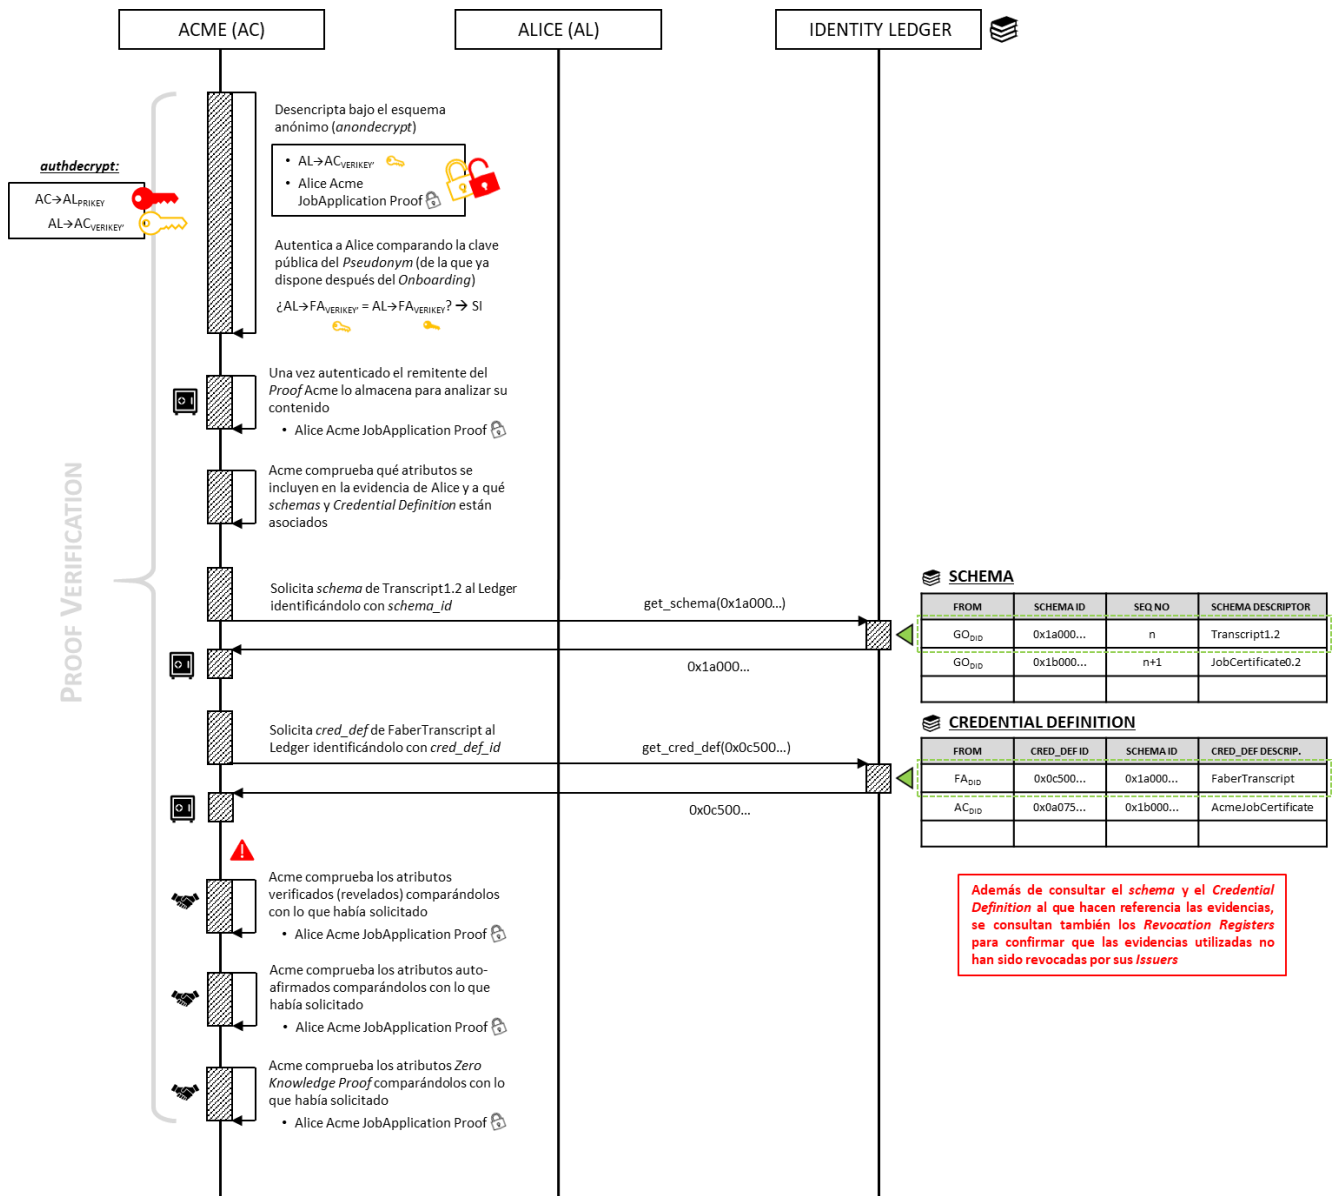 ACME (AC)
ALICE (AL)
IDENTITY LEDGER
PROOF VERIFICATION
authdecrypt:
AC→ALPRIKEY
AL→ACVERIKEY'
Desencripta bajo el esquema
anónimo (anondecrypt)
• AL→ACVERIKEY'
• Alice Acme
JobApplication Proof
Autentica a Alice comparando la clave
pública del Pseudonym (de la que ya
dispone después del Onboarding)
¿AL→FAVERIKEY' = AL→FAVERIKEY? → SI
Una vez autenticado el remitente del
Proof Acme lo almacena para analizar su
contenido
• Alice Acme JobApplication Proof
Acme comprueba qué atributos se
incluyen en la evidencia de Alice y a qué
schemas y Credential Definition están
asociados
Solicita schema de Transcript1.2 al Ledger
identificándolo con schema_id
get_schema(0x1a000...)
0x1a000...
SCHEMA
FROM SCHEMA ID SEQ NO SCHEMA DESCRIPTOR
GODID 0x1a000... n Transcript1.2
GODID 0x1b000... n+1 JobCertificate0.2
Solicita cred_def de FaberTranscript al
Ledger identificándolo con cred_def_id
get_cred_def(0x0c500...)
0x0c500...
CREDENTIAL DEFINITION
FROM CRED_DEF ID SCHEMA ID CRED_DEF DESCRIP.
FADID 0x0c500... 0x1a000... FaberTranscript
ACDID 0x0a075... 0x1b000... AcmeJobCertificate
Acme comprueba los atributos
verificados (revelados) comparándolos
con lo que había solicitado
• Alice Acme JobApplication Proof
Además de consultar el schema y el Credential
Definition al que hacen referencia las evidencias,
se consultan también los Revocation Registers
para confirmar que las evidencias utilizadas no
han sido revocadas por sus Issuers
Acme comprueba los atributos auto-
afirmados comparándolos con lo que
había solicitado
• Alice Acme JobApplication Proof
Acme comprueba los atributos Zero
Knowledge Proof comparándolos con lo
que había solicitado
• Alice Acme JobApplication Proof